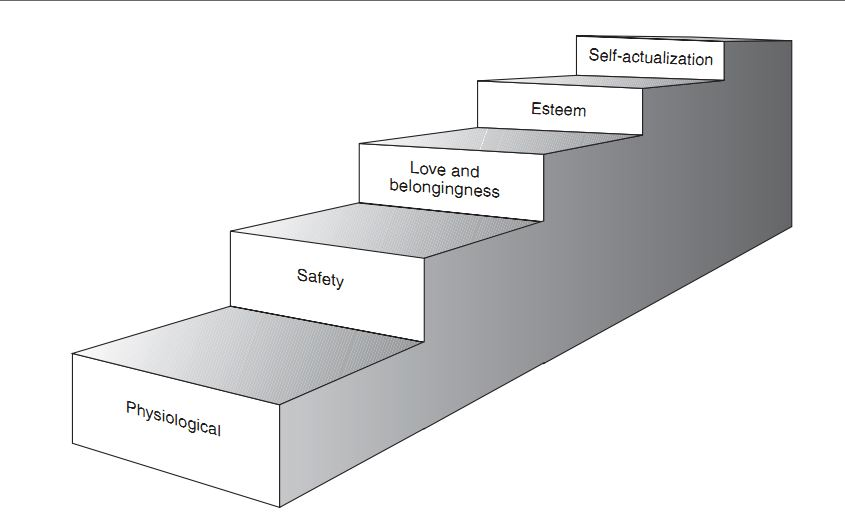 Self-actualization
Esteem
Love and
belongingness
Safety
Physiological